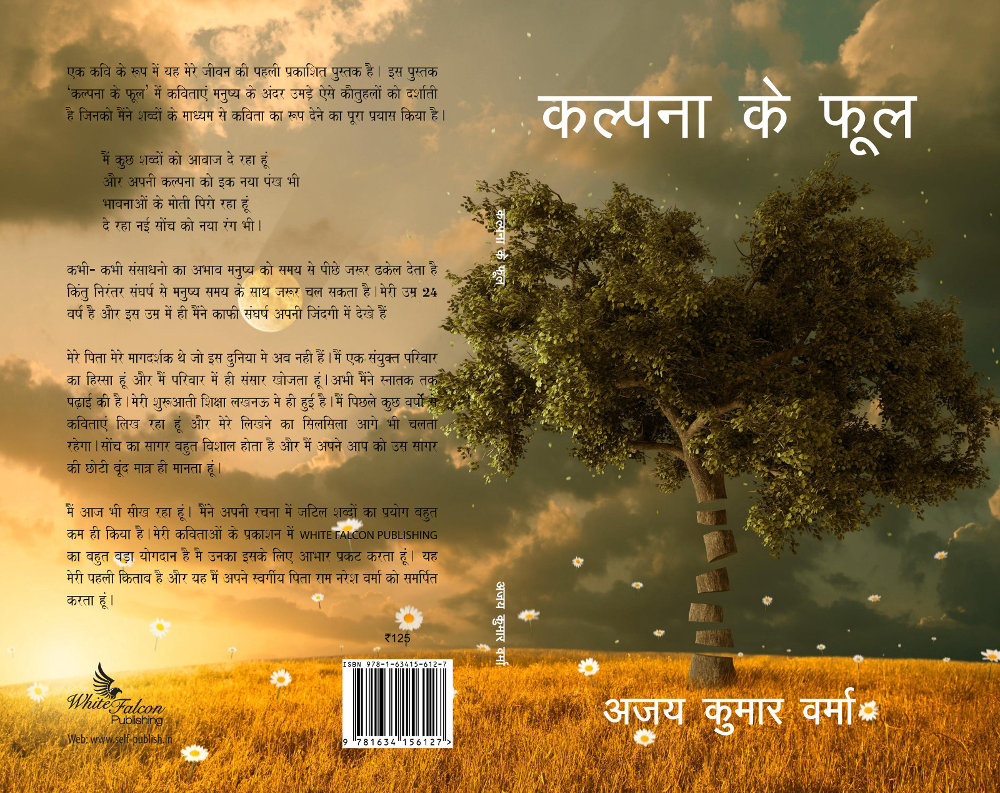 एक कवि के रूप में यह मेरे जीवन की पहली प्रकाशित पुस्तक है। इस पुस्तक
'कल्पना के फूल' में कविताएं मनुष्य के अंदर उमड़े ऐसे कौतुहलों को दर्शाती
है जिनको मैंने शब्दों के माध्यम से कविता का रूप देने का पूरा प्रयास किया है।
मैं कुछ शब्दों को आवाज दे रहा हूं
और अपनी कल्पना को इक नया पंख भी
भावनाओं के मोती पिरो रहा हूं
दे रहा नई सोंच को नया रंग भी।
कभी- कभी संसाधनो का अभाव मनुष्य को समय से पीछे जरूर ढकेल देता है
किंतु निरंतर संघर्ष से मनुष्य समय के साथ जरूर चल सकता है।मेरी उम्र 24
वर्ष है और इस उम्र में ही मैंने काफी संघर्ष अपनी जिंदगी में देखे हैं
मेरे पिता मेरे मागदर्शक थे जो इस दुनिया मे अब नही हैं।मैं एक संयुक्त परिवार
का हिस्सा हूं और मैं परिवार में ही संसार खोजता हूं।अभी मैंने स्नातक तक
पढ़ाई की है।मेरी शुरूआती शिक्षा लखनऊ मे ही हुई है।मैं पिछले कुछ वर्षो से
कविताएं लिख रहा हूं और मेरे लिखने का सिलसिला आगे भी चलता
रहेगा।सोंच का सागर बहुत विशाल होता है और मैं अपने आप को उस सागर
की छोटी बूंद मात्र ही मानता हूं।
मैं आज भी सीख रहा हूं। मैंने अपनी रचना में जटिल शब्दों का प्रयोग बहुत
कम ही किया है।मेरी कविताओं के प्रकाशन में WHITE FALCON PUBLISHING
का बहुत बड़ा योगदान है मै उनका इसके लिए आभार प्रकट करता हूं। यह
मेरी पहली किताब है और यह मैं अपने स्वर्गीय पिता राम नरेश वर्मा को समर्पित
करता हूं।
₹125
ISBN 978-1-63415-612-7
9 781634 156127
White Falcon
Publishing
Web: www.self-publish.in
कल्पना के फूल
अजय कुमार वर्मा
कल्पना के फूल
अजय कुमार वर्मा